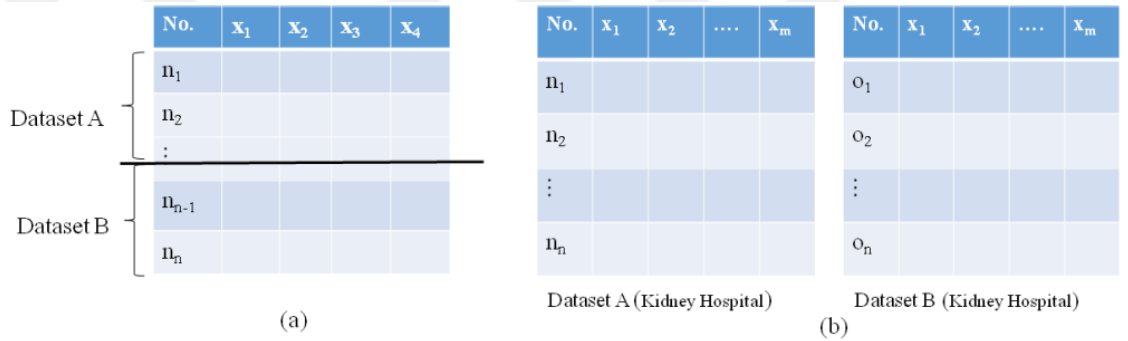 No. x₁ x₂ x₃ x₄
n₁
n₂
⋮
nₙ₋₁
nₙ
Dataset A
Dataset B
(a)
No. x₁ x₂ .... xₘ
n₁
n₂
⋮
nₙ
Dataset A (Kidney Hospital)
No. x₁ x₂ .... xₘ
o₁
o₂
⋮
oₙ
Dataset B (Kidney Hospital)
(b)